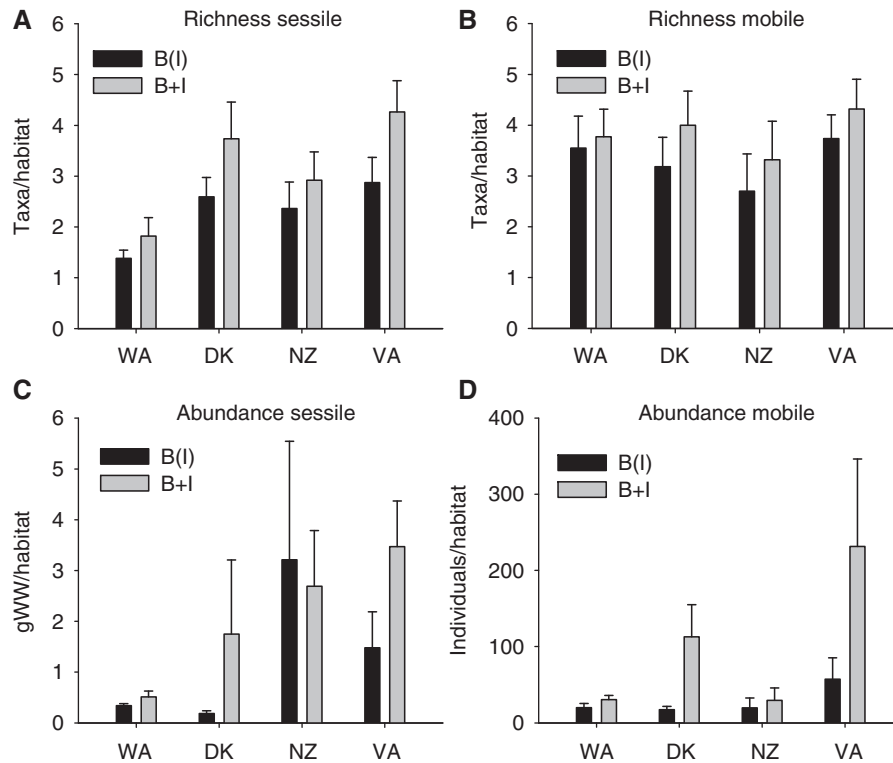 A
Richness sessile
B(I)
B+I
Taxa/habitat
6
5
4
3
2
1
0
WA DK NZ VA
B
Richness mobile
B(I)
B+I
Taxa/habitat
6
5
4
3
2
1
0
WA DK NZ VA
C
Abundance sessile
B(I)
B+I
gWW/habitat
6
5
4
3
2
1
0
WA DK NZ VA
D
Abundance mobile
B(I)
B+I
Individuals/habitat
400
300
200
100
0
WA DK NZ VA